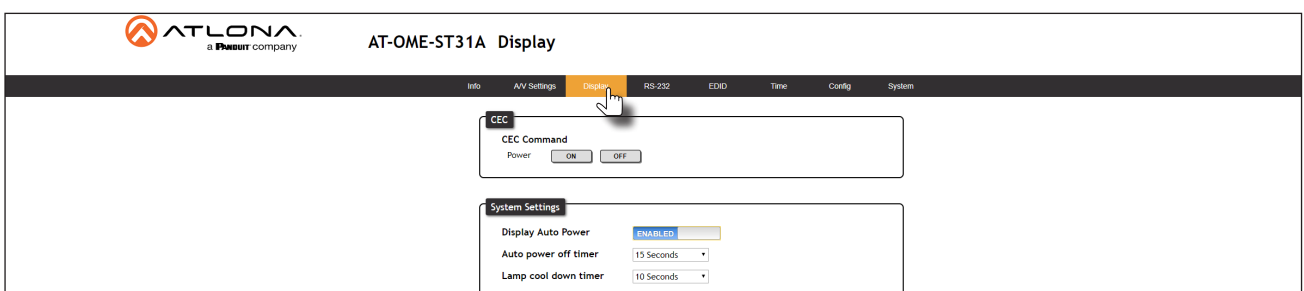 ATLONA.
a PANDUIT company
AT-OME-ST31A Display
Info A/V Settings Display RS-232 EDID Time Config System
CEC
CEC Command
Power ON OFF
System Settings
Display Auto Power ENABLED
Auto power off timer 15 Seconds
Lamp cool down timer 10 Seconds